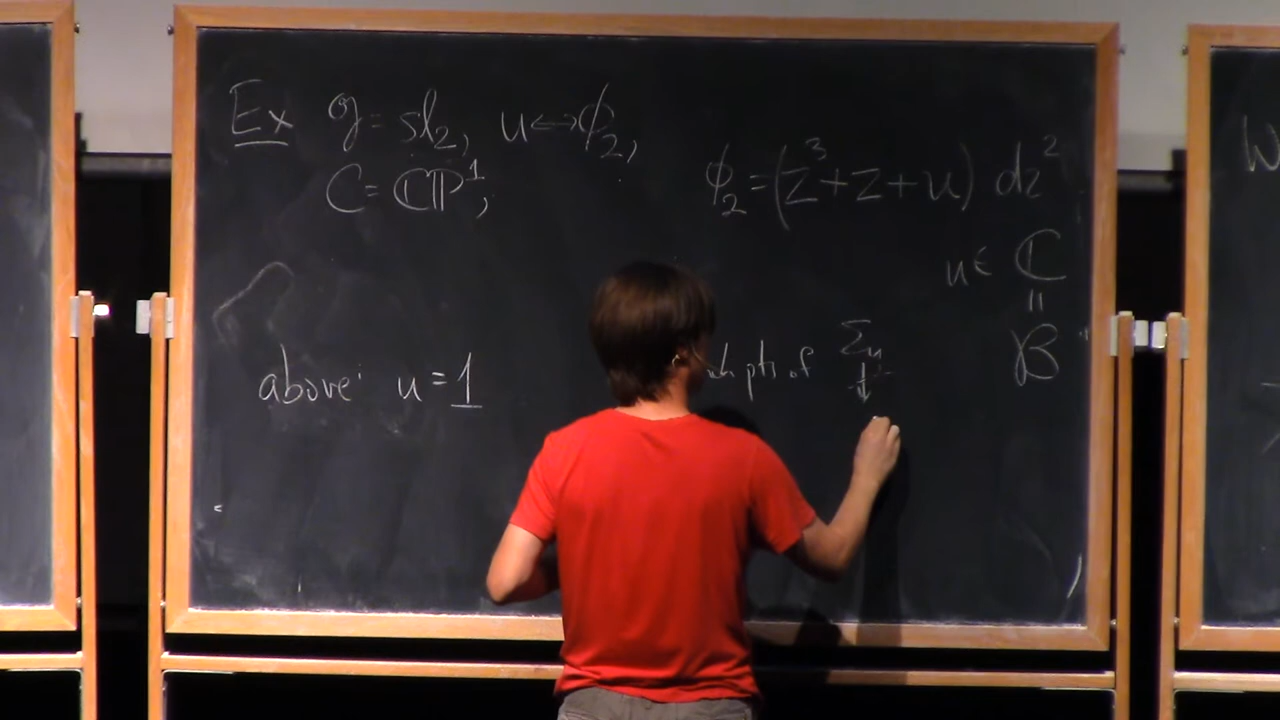 Ex g = sl₂, u ↔ ϕ₂,
C = ℂℙ¹;
ϕ₂ = (z³ + z + u) dz²
u ∈ ℂ
=
B
above: u = 1
pts of Σᵤ
↓
W